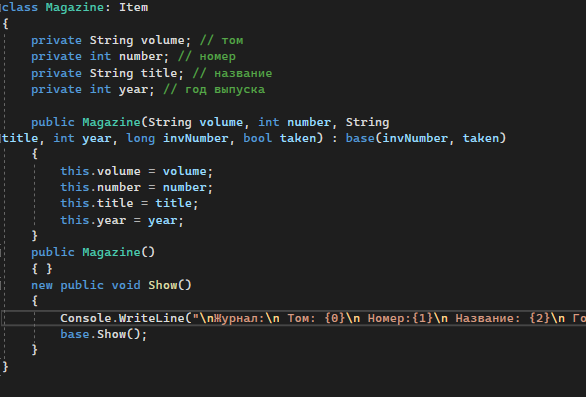 class Magazine: Item
{
private String volume; // том
private int number; // номер
private String title; // название
private int year; // год выпуска
public Magazine(String volume, int number, String
title, int year, long invNumber, bool taken) : base(invNumber, taken)
{
this.volume = volume;
this.number = number;
this.title = title;
this.year = year;
}
public Magazine()
{ }
new public void Show()
{
Console.WriteLine("\nЖурнал:\n Том: {0}\n Номер:{1}\n Название: {2}\n Го
base.Show();
}
}